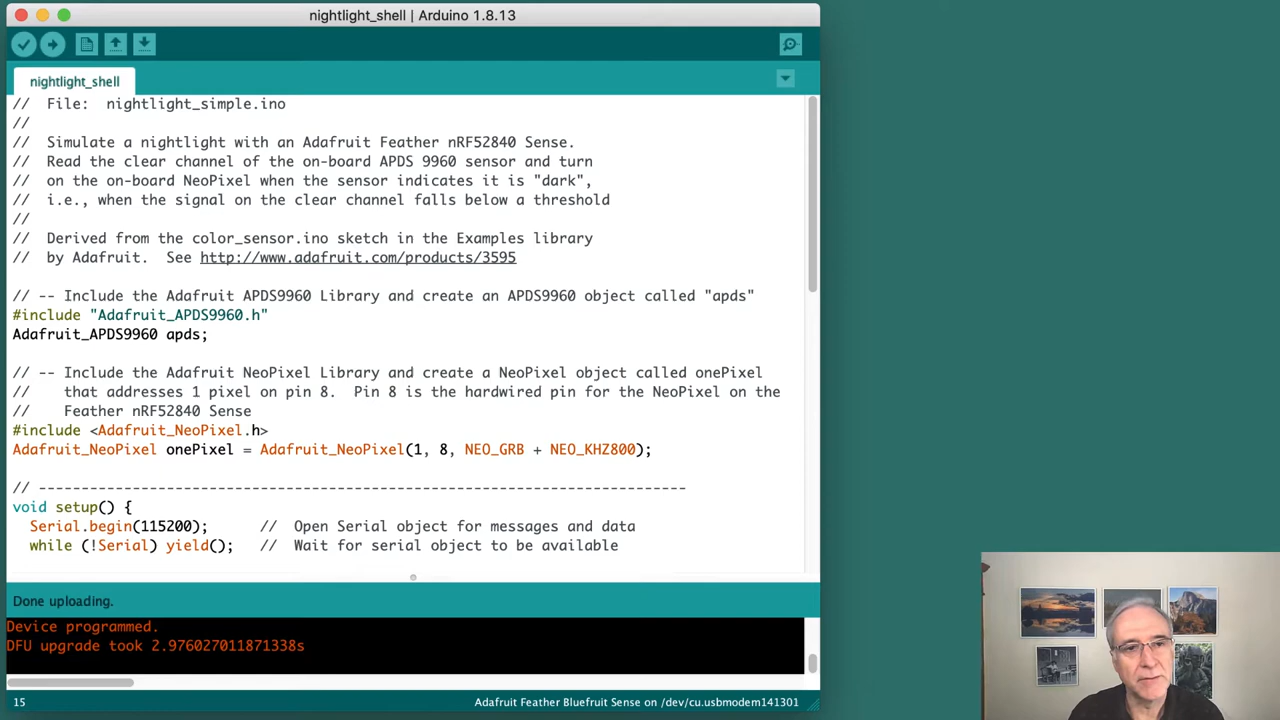 nightlight_shell | Arduino 1.8.13
nightlight_shell
// File: nightlight_simple.ino
//
// Simulate a nightlight with an Adafruit Feather nRF52840 Sense.
// Read the clear channel of the on-board APDS 9960 sensor and turn
// on the on-board NeoPixel when the sensor indicates it is "dark",
// i.e., when the signal on the clear channel falls below a threshold
//
// Derived from the color_sensor.ino sketch in the Examples library
// by Adafruit. See http://www.adafruit.com/products/3595
// -- Include the Adafruit APDS9960 Library and create an APDS9960 object called "apds"
#include "Adafruit_APDS9960.h"
Adafruit_APDS9960 apds;
// -- Include the Adafruit NeoPixel Library and create a NeoPixel object called onePixel
// that addresses 1 pixel on pin 8. Pin 8 is the hardwired pin for the NeoPixel on the
// Feather nRF52840 Sense
#include <Adafruit_NeoPixel.h>
Adafruit_NeoPixel onePixel = Adafruit_NeoPixel(1, 8, NEO_GRB + NEO_KHZ800);
// ----------------------------------------------------------------------------
void setup() {
Serial.begin(115200); // Open Serial object for messages and data
while (!Serial) yield(); // Wait for serial object to be available
Done uploading.
Device programmed.
DFU upgrade took 2.976027011871338s
15 Adafruit Feather Bluefruit Sense on /dev/cu.usbmodem141301